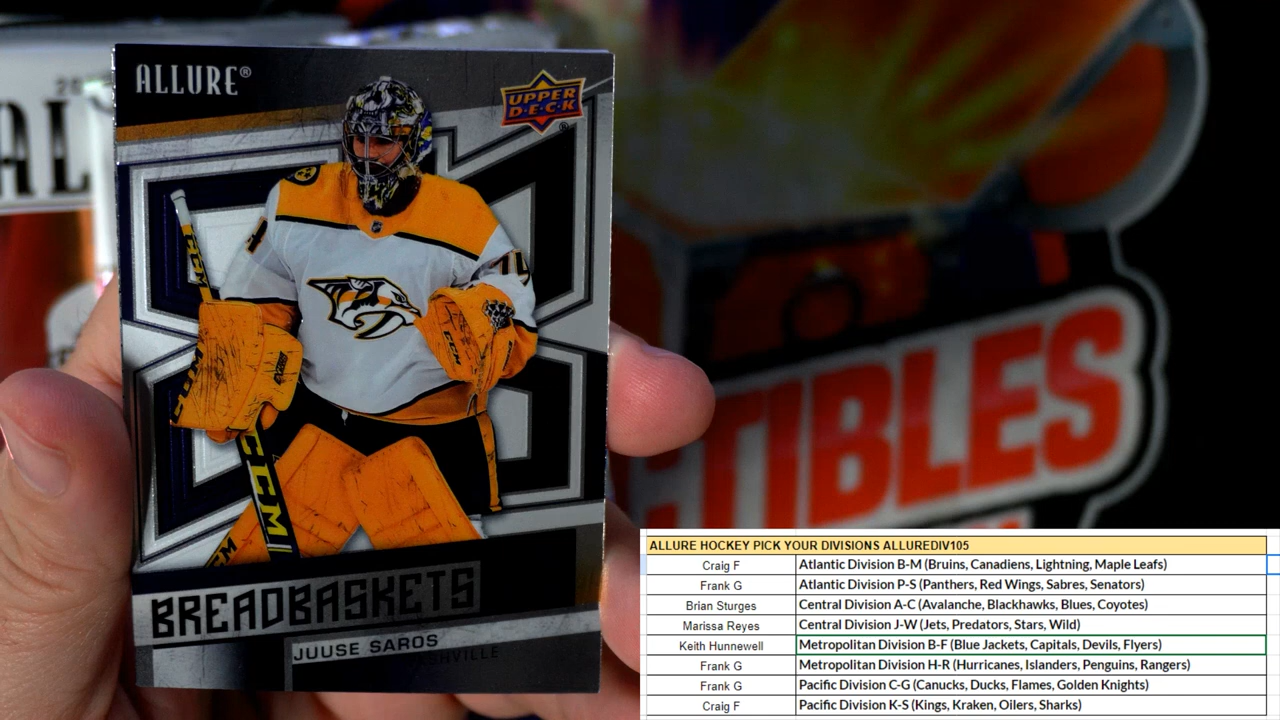 ALLURE®
UPPER
D·E·C·K
74
CCM
CCM
BREADBASKETS
JUUSE SAROS
NASHVILLE
TIBLES
ALLURE HOCKEY PICK YOUR DIVISIONS ALLUREDIV105
Craig F Atlantic Division B-M (Bruins, Canadiens, Lightning, Maple Leafs)
Frank G Atlantic Division P-S (Panthers, Red Wings, Sabres, Senators)
Brian Sturges Central Division A-C (Avalanche, Blackhawks, Blues, Coyotes)
Marissa Reyes Central Division J-W (Jets, Predators, Stars, Wild)
Keith Hunnewell Metropolitan Division B-F (Blue Jackets, Capitals, Devils, Flyers)
Frank G Metropolitan Division H-R (Hurricanes, Islanders, Penguins, Rangers)
Frank G Pacific Division C-G (Canucks, Ducks, Flames, Golden Knights)
Craig F Pacific Division K-S (Kings, Kraken, Oilers, Sharks)